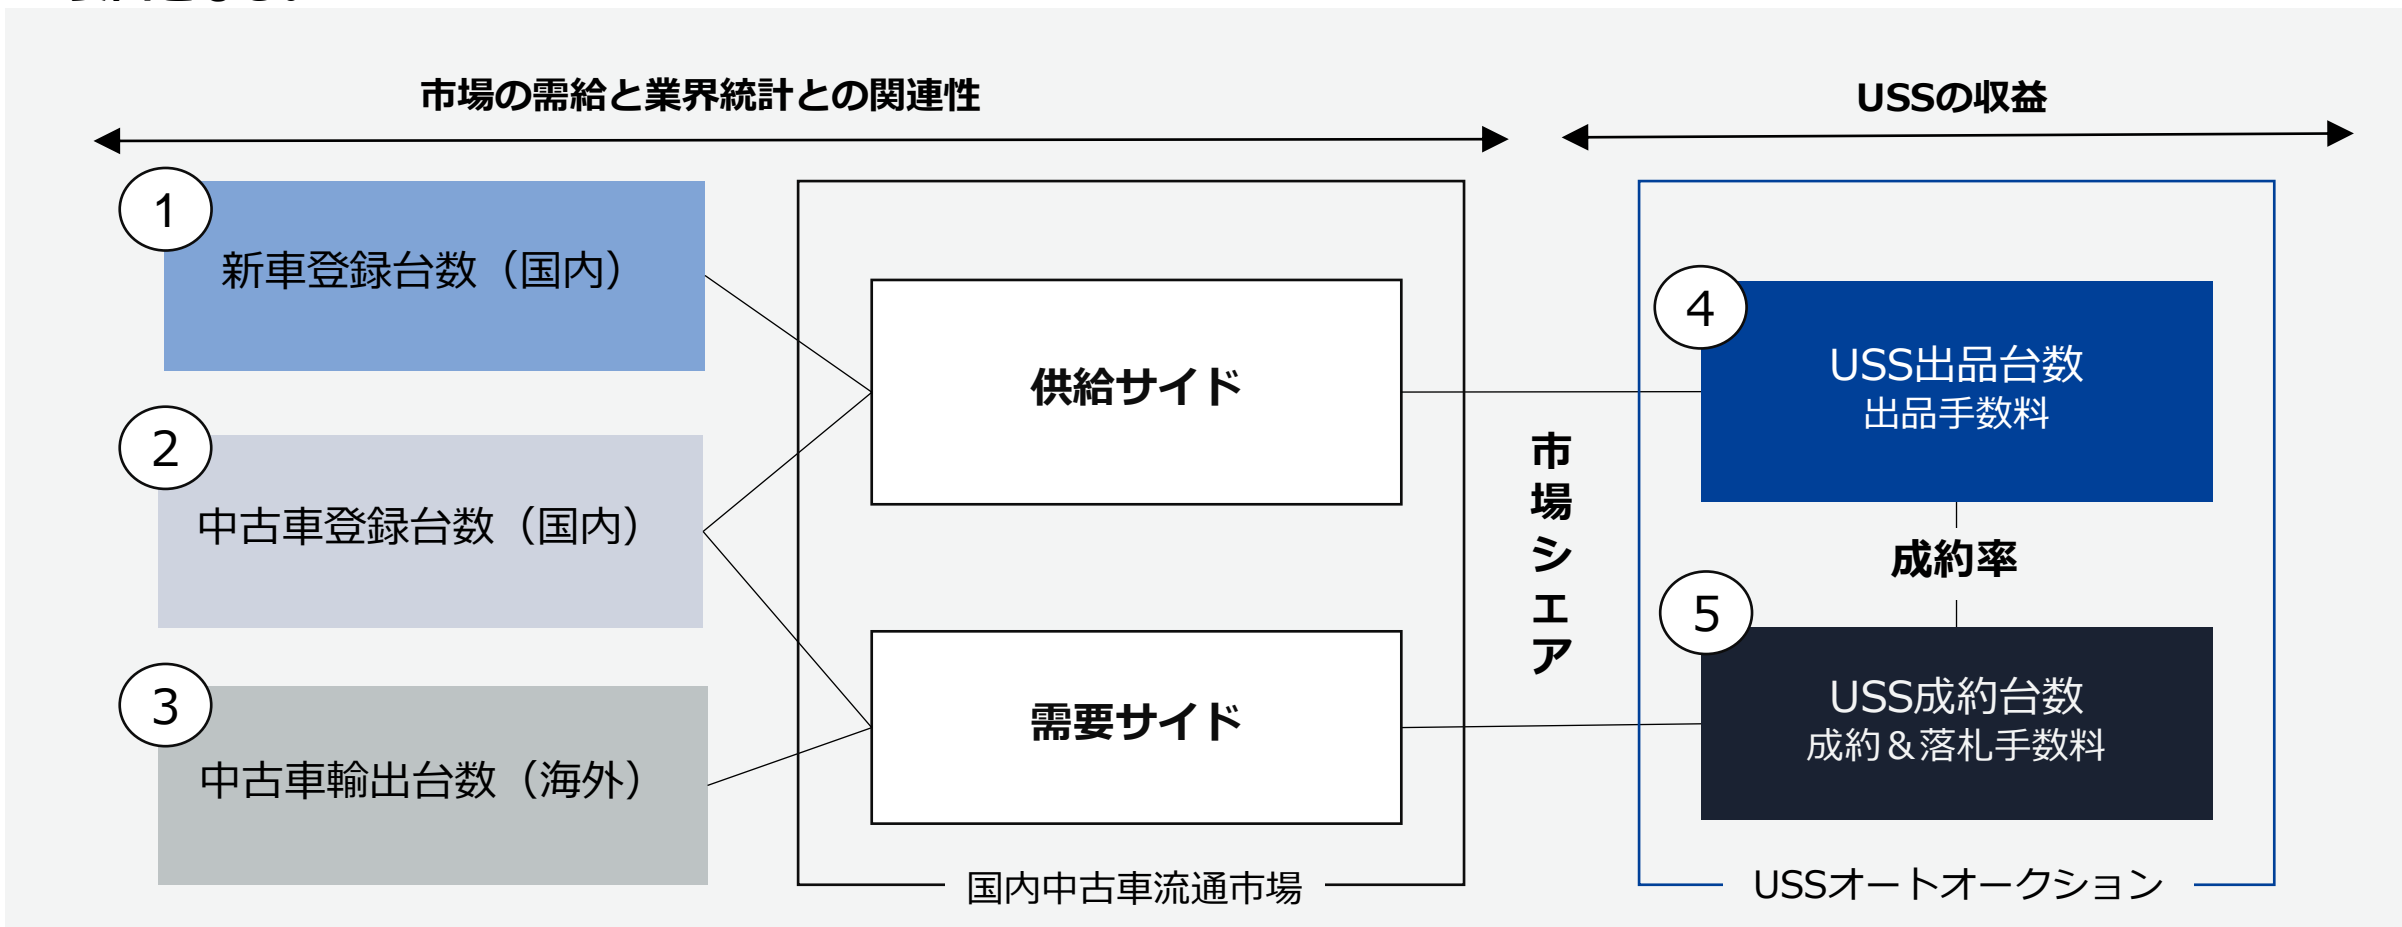 市場の需給と業界統計との関連性
USSの収益
1
新車登録台数（国内）
2
中古車登録台数（国内）
3
中古車輸出台数（海外）
供給サイド
需要サイド
国内中古車流通市場
市場シェア
4
USS出品台数
出品手数料
成約率
5
USS成約台数
成約＆落札手数料
USSオートオークション